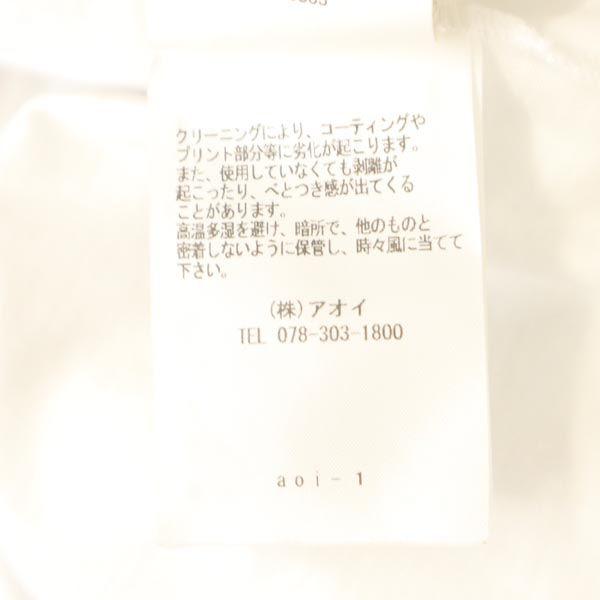 クリーニングにより、コーティングや
プリント部分等に劣化が起こります。
また、使用していなくても剥離が
起こったり、べとつき感が出てくる
ことがあります。
高温多湿を避け、暗所で、他のものと
密着しないように保管し、時々風に当てて
下さい。
(株)アオイ
TEL 078-303-1800
aoi-1